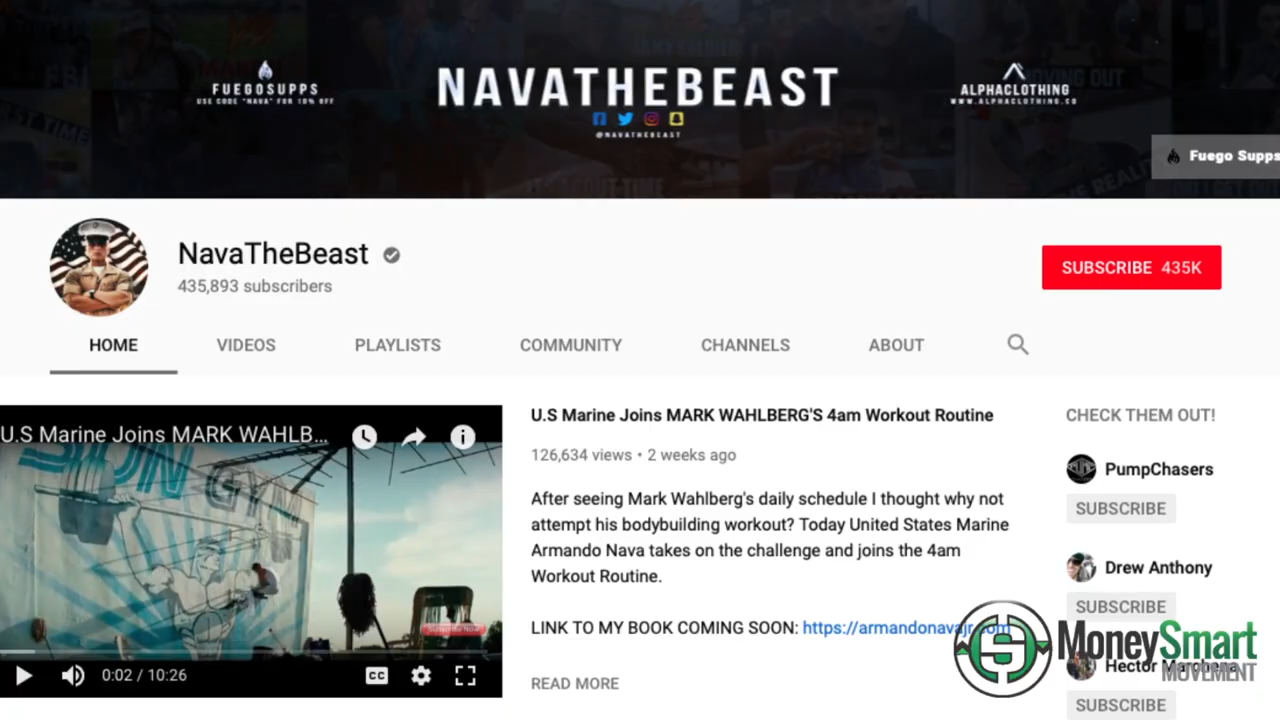 FUEGOSUPPS
USE CODE "NAVA" FOR 10% OFF
NAVATHEBEAST
@NAVATHEBEAST
ALPHACLOTHING
WWW.ALPHACLOTHING.CO
Fuego Supps
NavaTheBeast
435,893 subscribers
SUBSCRIBE 435K
HOME
VIDEOS
PLAYLISTS
COMMUNITY
CHANNELS
ABOUT
U.S Marine Joins MARK WAHLB...
0:02 / 10:26
CC
U.S Marine Joins MARK WAHLBERG'S 4am Workout Routine
126,634 views • 2 weeks ago
After seeing Mark Wahlberg's daily schedule I thought why not
attempt his bodybuilding workout? Today United States Marine
Armando Nava takes on the challenge and joins the 4am
Workout Routine.
LINK TO MY BOOK COMING SOON: https://armandonavajr.com
READ MORE
CHECK THEM OUT!
PumpChasers
SUBSCRIBE
Drew Anthony
SUBSCRIBE
Hector
SUBSCRIBE
MoneySmart
MOVEMENT